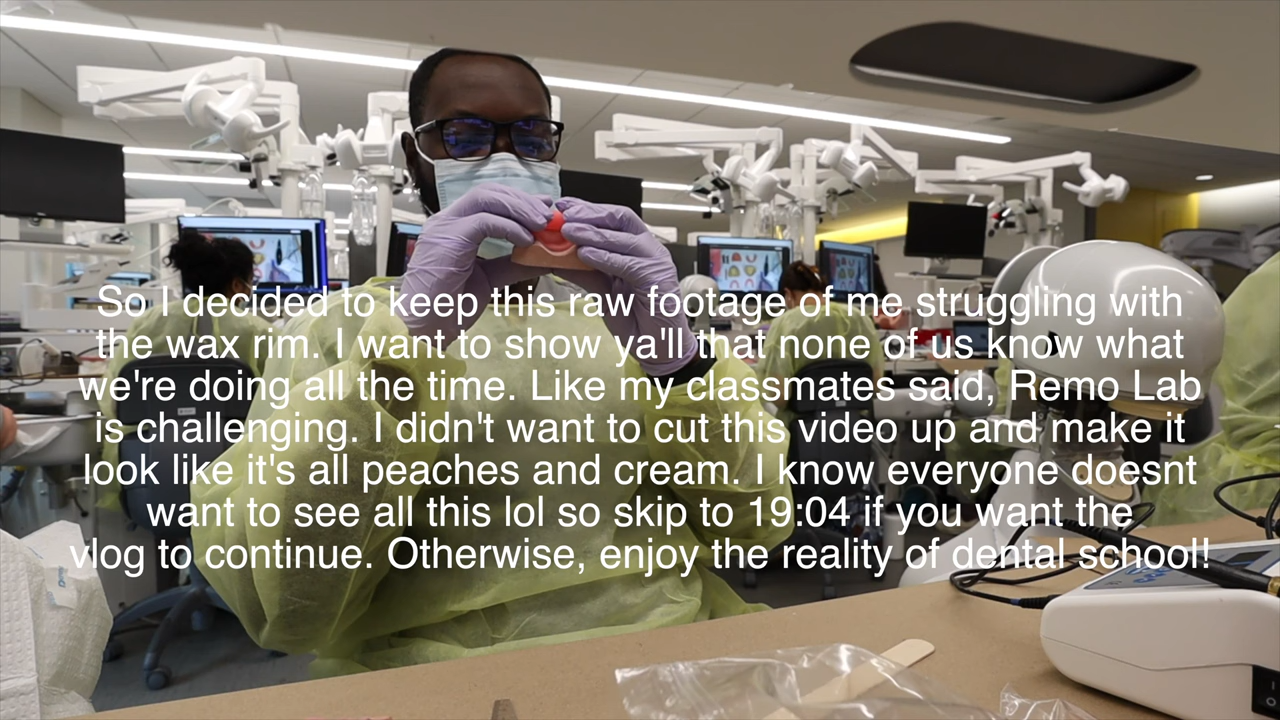 So I decided to keep this raw footage of me struggling with
the wax rim. I want to show ya'll that none of us know what
we're doing all the time. Like my classmates said, Remo Lab
is challenging. I didn't want to cut this video up and make it
look like it's all peaches and cream. I know everyone doesnt
want to see all this lol so skip to 19:04 if you want the
vlog to continue. Otherwise, enjoy the reality of dental school!